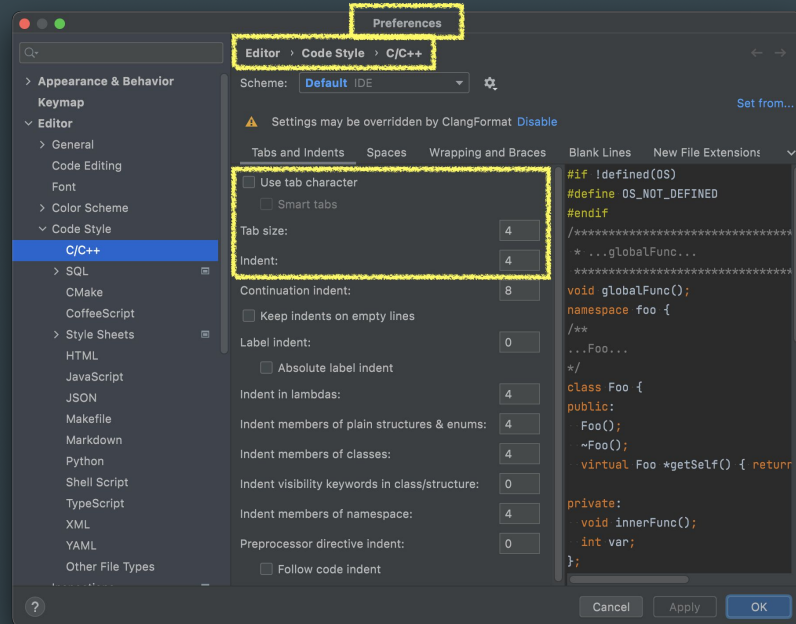 Preferences
Editor › Code Style › C/C++
Scheme: Default IDE
Set from...
Settings may be overridden by ClangFormat Disable
Tabs and Indents Spaces Wrapping and Braces Blank Lines New File Extensions
Appearance & Behavior
Keymap
Editor
General
Code Editing
Font
Color Scheme
Code Style
C/C++
SQL
CMake
CoffeeScript
Style Sheets
HTML
JavaScript
JSON
Makefile
Markdown
Python
Shell Script
TypeScript
XML
YAML
Other File Types
Use tab character
Smart tabs
Tab size: 4
Indent: 4
Continuation indent: 8
Keep indents on empty lines
Label indent: 0
Absolute label indent
Indent in lambdas: 4
Indent members of plain structures & enums: 4
Indent members of classes: 4
Indent visibility keywords in class/structure: 0
Indent members of namespace: 4
Preprocessor directive indent: 0
Follow code indent
#if !defined(OS)
#define OS_NOT_DEFINED
#endif
/******************************
* ...globalFunc...
******************************
void globalFunc();
namespace foo {
/**
...Foo...
*/
class Foo {
public:
Foo();
~Foo();
virtual Foo *getSelf() { return
private:
void innerFunc();
int var;
};
?
Cancel Apply OK